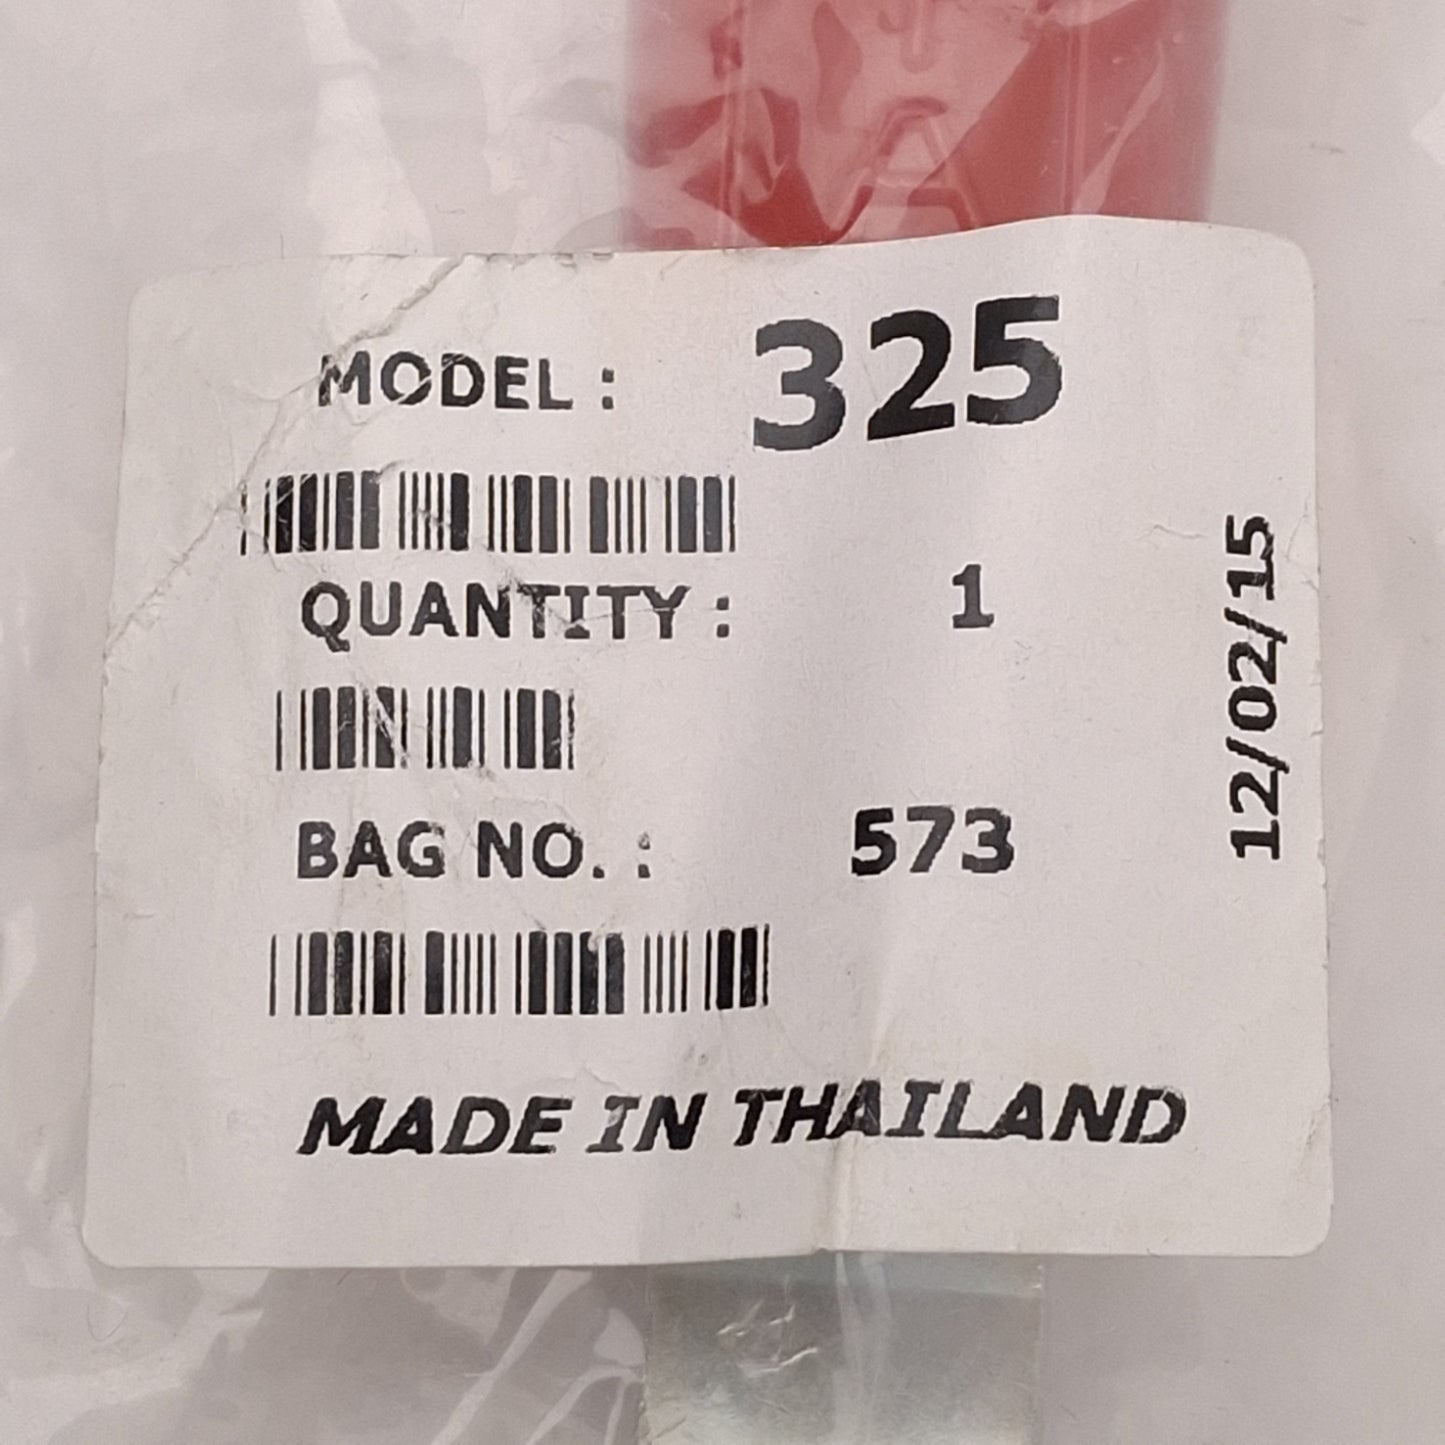 MODEL : 325
QUANTITY : 1
BAG NO. : 573
MADE IN THAILAND
12/02/15